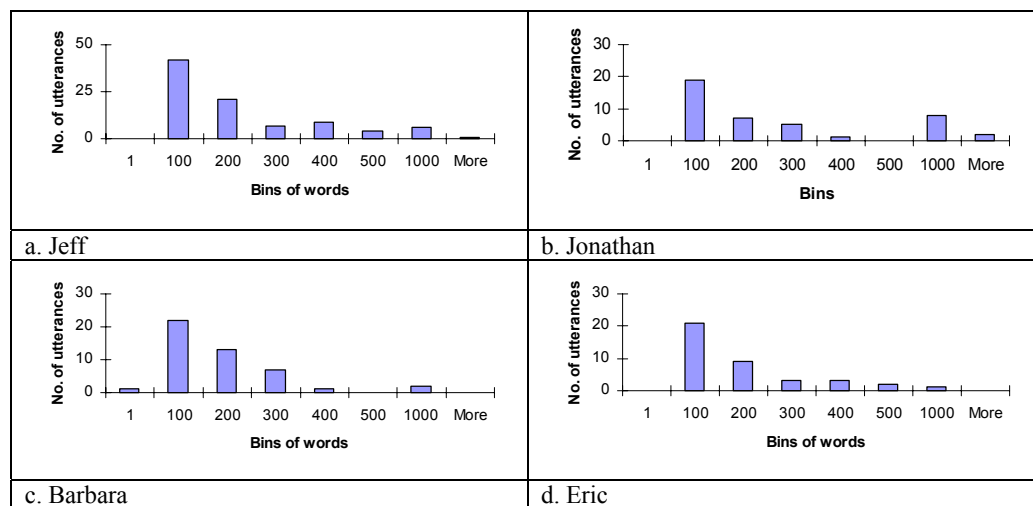 No. of utterances
50
25
0
1 100 200 300 400 500 1000 More
Bins of words
No. of utterances
30
20
10
0
1 100 200 300 400 500 1000 More
Bins
a. Jeff
b. Jonathan
No. of utterances
30
20
10
0
1 100 200 300 400 500 1000 More
Bins of words
No. of utterances
30
20
10
0
1 100 200 300 400 500 1000 More
Bins of words
c. Barbara
d. Eric